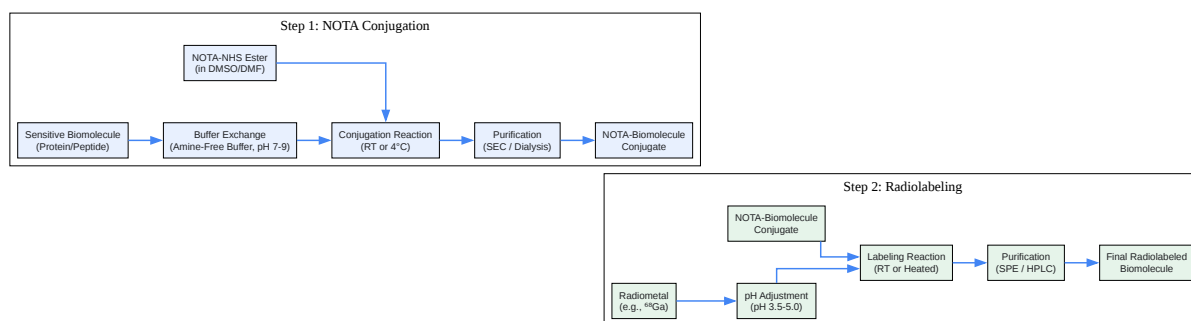 Step 1: NOTA Conjugation
NOTA-NHS Ester
(in DMSO/DMF)
Sensitive Biomolecule
(Protein/Peptide)
Buffer Exchange
(Amine-Free Buffer, pH 7-9)
Conjugation Reaction
(RT or 4°C)
Purification
(SEC / Dialysis)
NOTA-Biomolecule
Conjugate
Step 2: Radiolabeling
NOTA-Biomolecule
Conjugate
Radiometal
(e.g., ⁶⁸Ga)
pH Adjustment
(pH 3.5-5.0)
Labeling Reaction
(RT or Heated)
Purification
(SPE / HPLC)
Final Radiolabeled
Biomolecule